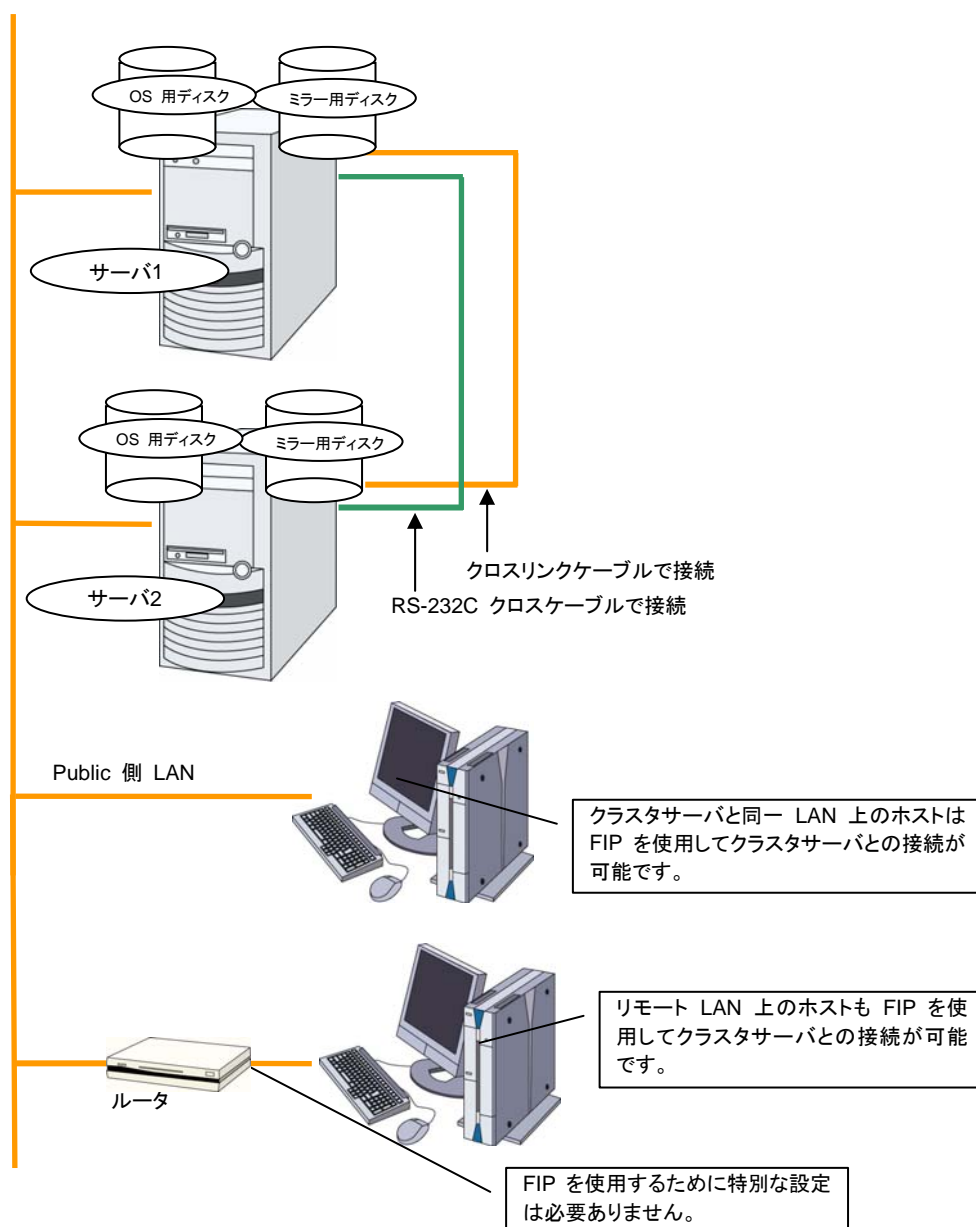 OS 用ディスク
ミラー用ディスク
サーバ1
OS 用ディスク
ミラー用ディスク
サーバ2
クロスリンクケーブルで接続
RS-232C クロスケーブルで接続
Public 側 LAN
クラスタサーバと同一 LAN 上のホストは
FIP を使用してクラスタサーバとの接続が
可能です。
リモート LAN 上のホストも FIP を使
用してクラスタサーバとの接続が可能
です。
ルータ
FIP を使用するために特別な設定
は必要ありません。